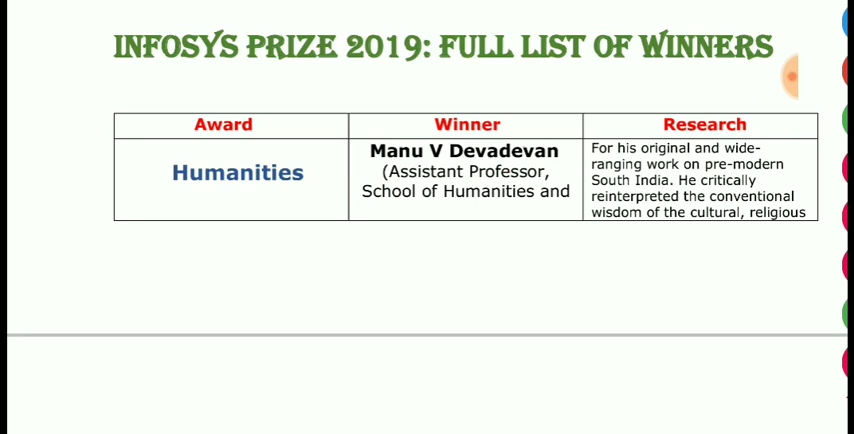 INFOSYS PRIZE 2019: FULL LIST OF WINNERS
Award Winner Research
Humanities
Manu V Devadevan
(Assistant Professor,
School of Humanities and
For his original and wide-
ranging work on pre-modern
South India. He critically
reinterpreted the conventional
wisdom of the cultural, religious